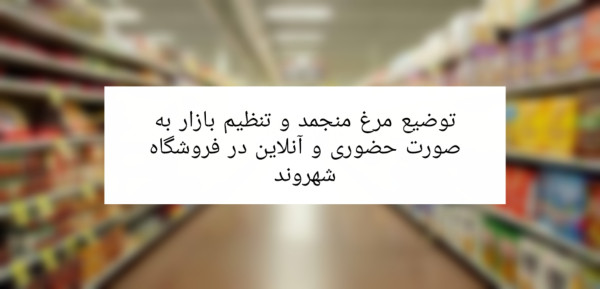 توضیع مرغ منجمد و تنظیم بازار به
صورت حضوری و آنلاین در فروشگاه
شهروند